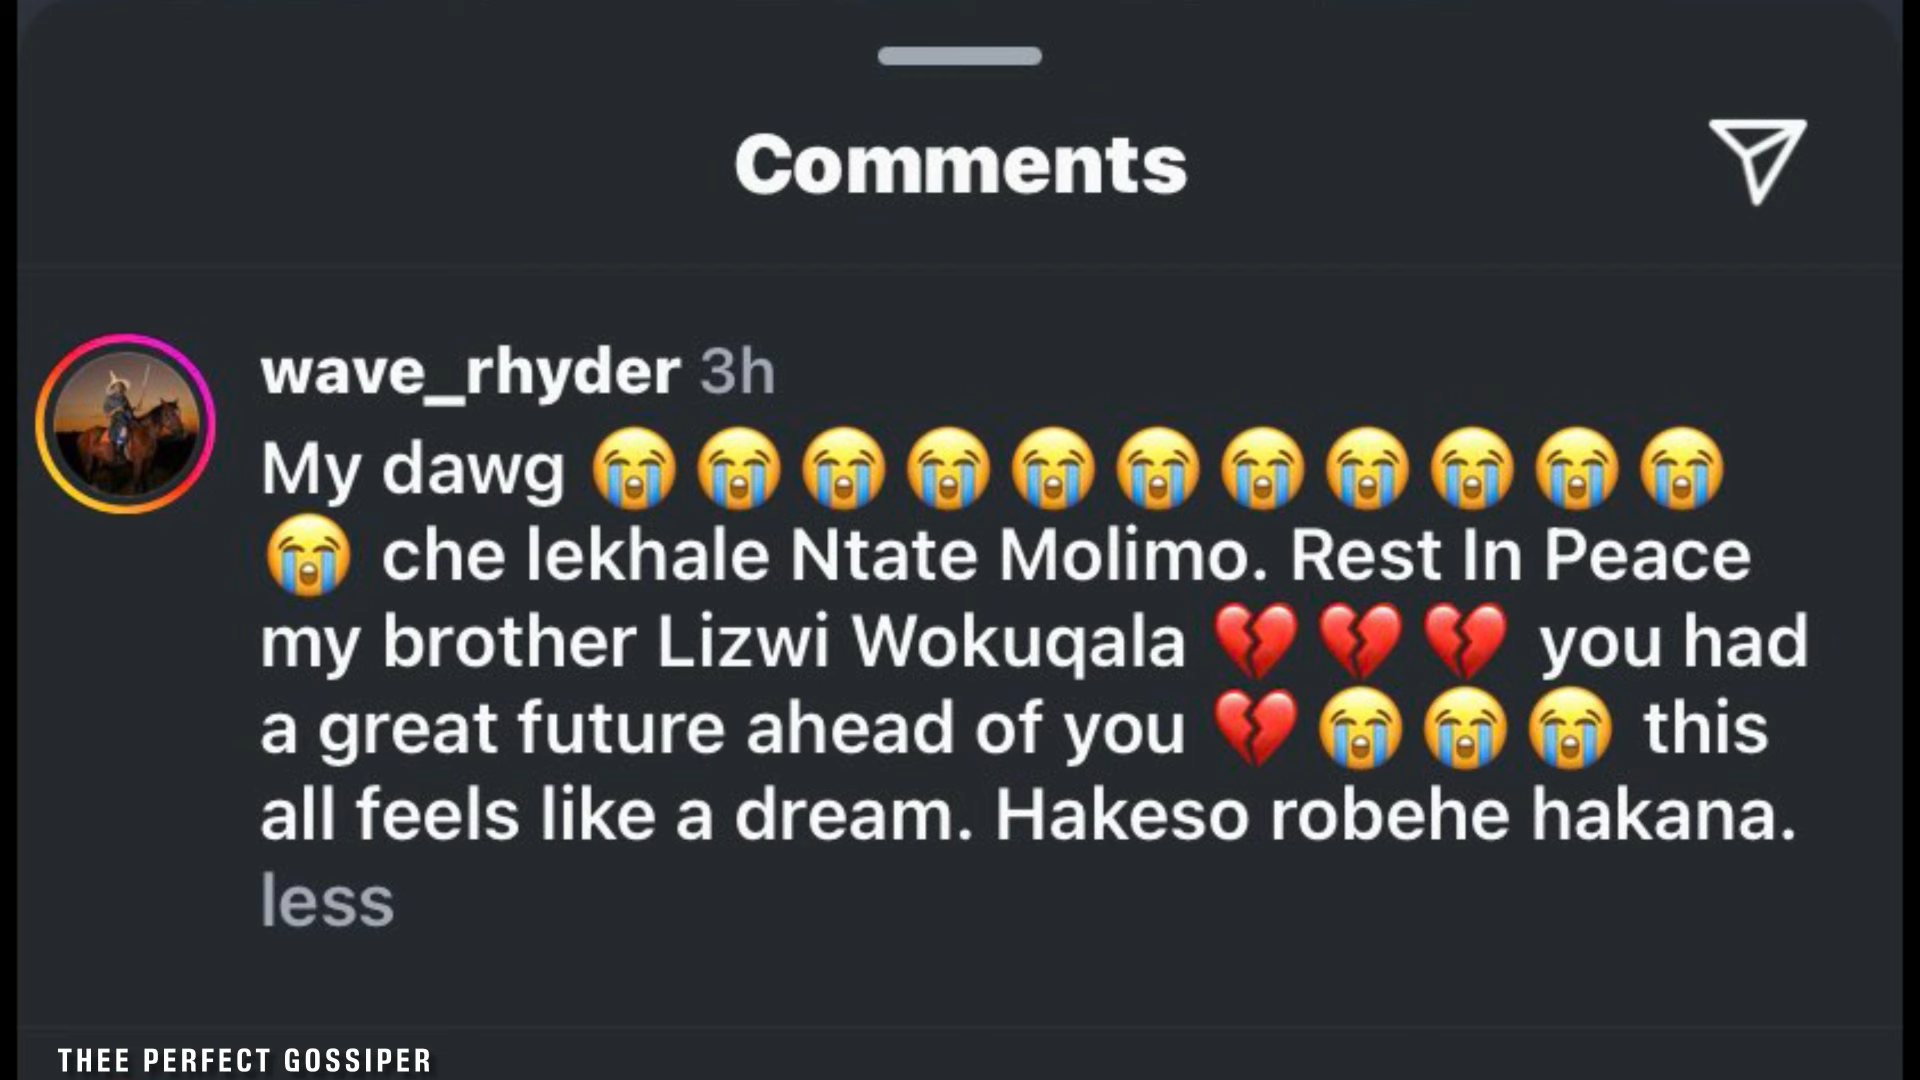 Comments
wave_rhyder 3h
My dawg 😭😭😭😭😭😭😭😭😭😭😭
😭 che lekhale Ntate Molimo. Rest In Peace
my brother Lizwi Wokuqala 💔💔💔 you had
a great future ahead of you 💔😭😭😭 this
all feels like a dream. Hakeso robehe hakana.
less
THEE PERFECT GOSSIPER